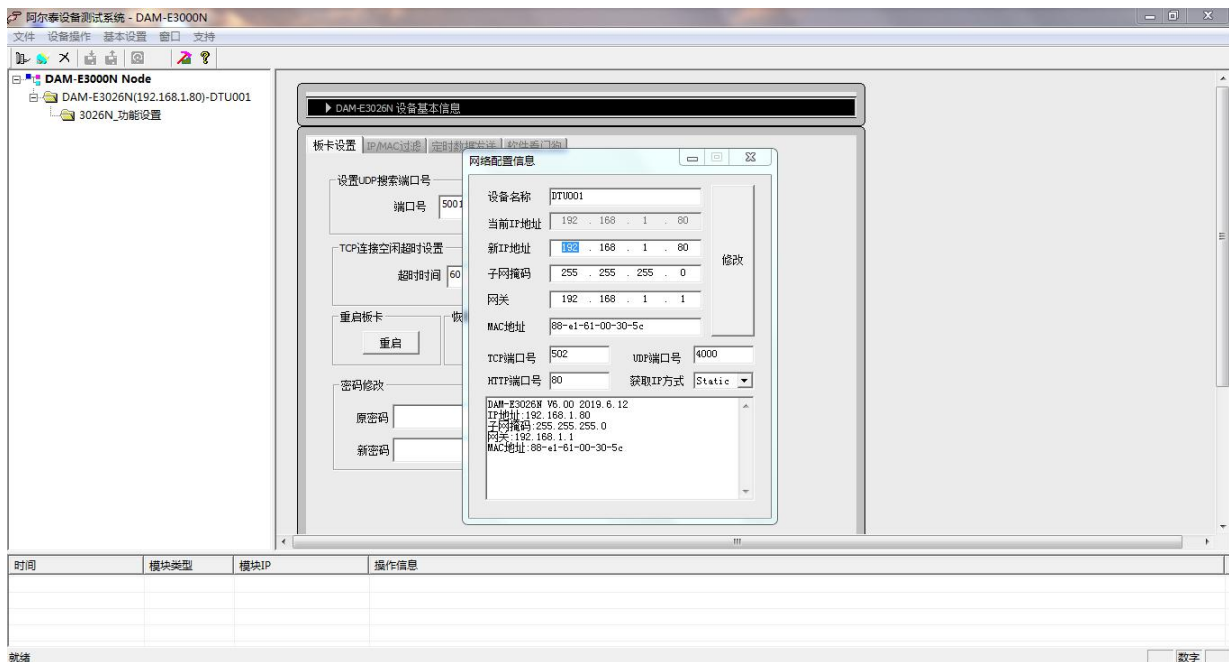 阿尔泰设备测试系统 - DAM-E3000N
文件 设备操作 基本设置 窗口 支持
DAM-E3000N Node
DAM-E3026N(192.168.1.80)-DTU001
3026N_功能设置
DAM-E3026N 设备基本信息
板卡设置 IP/MAC过滤 定时数据发送 软件看门狗
设置UDP搜索端口号
端口号 5001
TCP连接空闲超时设置
超时时间 60
重启板卡
恢
重启
密码修改
原密码
新密码
网络配置信息
设备名称 DTU001
当前IP地址 192 . 168 . 1 . 80
新IP地址 192 . 168 . 1 . 80
子网掩码 255 . 255 . 255 . 0
网关 192 . 168 . 1 . 1
MAC地址 88-e1-61-00-30-5c
修改
TCP端口号 502 UDP端口号 4000
HTTP端口号 80 获取IP方式 Static
DAM-E3026N V6.00 2019.6.12
IP地址:192.168.1.80
子网掩码:255.255.255.0
网关:192.168.1.1
MAC地址:88-e1-61-00-30-5c
时间 模块类型 模块IP 操作信息
就绪 数字